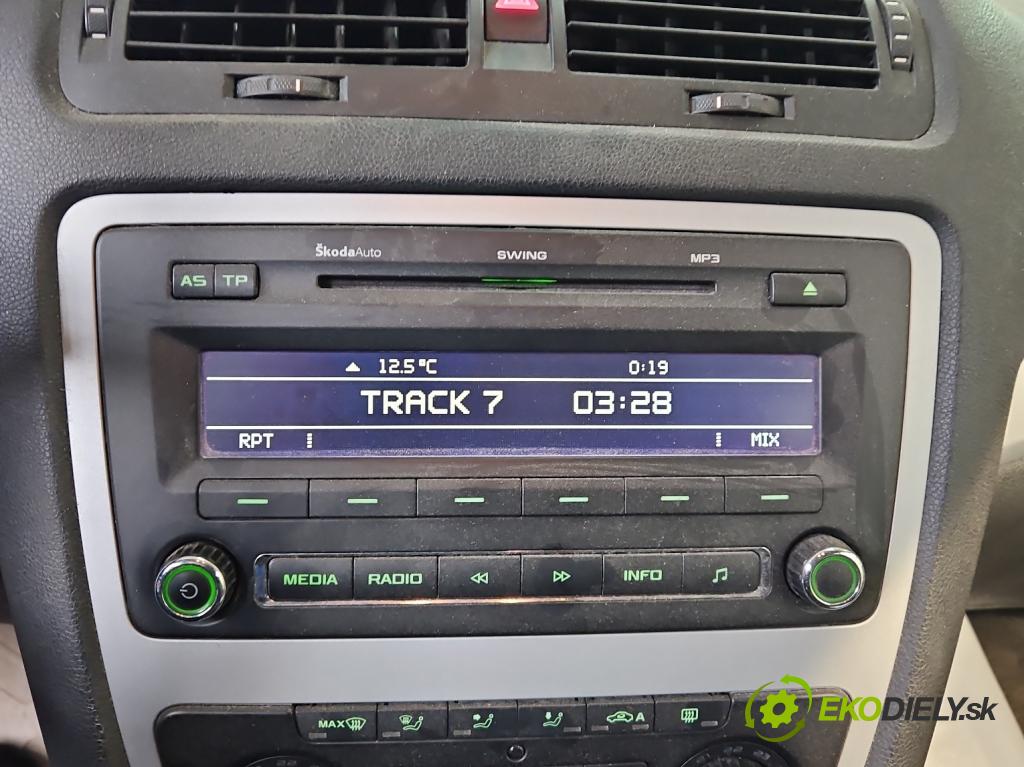 ŠkodaAuto SWING MP3
AS TP
12.5°C 0:19
TRACK 7 03:28
RPT MIX
MEDIA RADIO INFO
MAX A
EKODIELY.sk